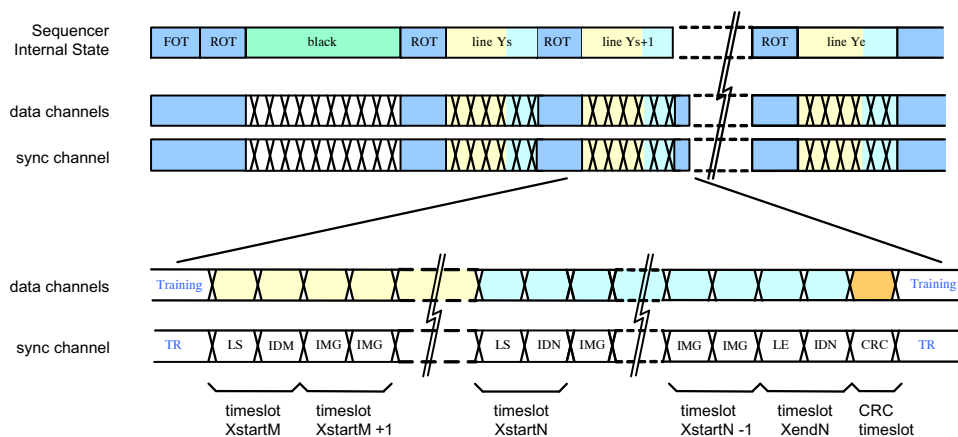 Sequencer
Internal State
FOT ROT black ROT line Ys ROT line Ys+1 ROT line Ye
data channels
sync channel
data channels
Training Training
sync channel
TR LS IDM IMG IMG LS IDN IMG IMG IMG LE IDN CRC TR
timeslot timeslot timeslot timeslot timeslot CRC
XstartM XstartM +1 XstartN XstartN -1 XendN timeslot